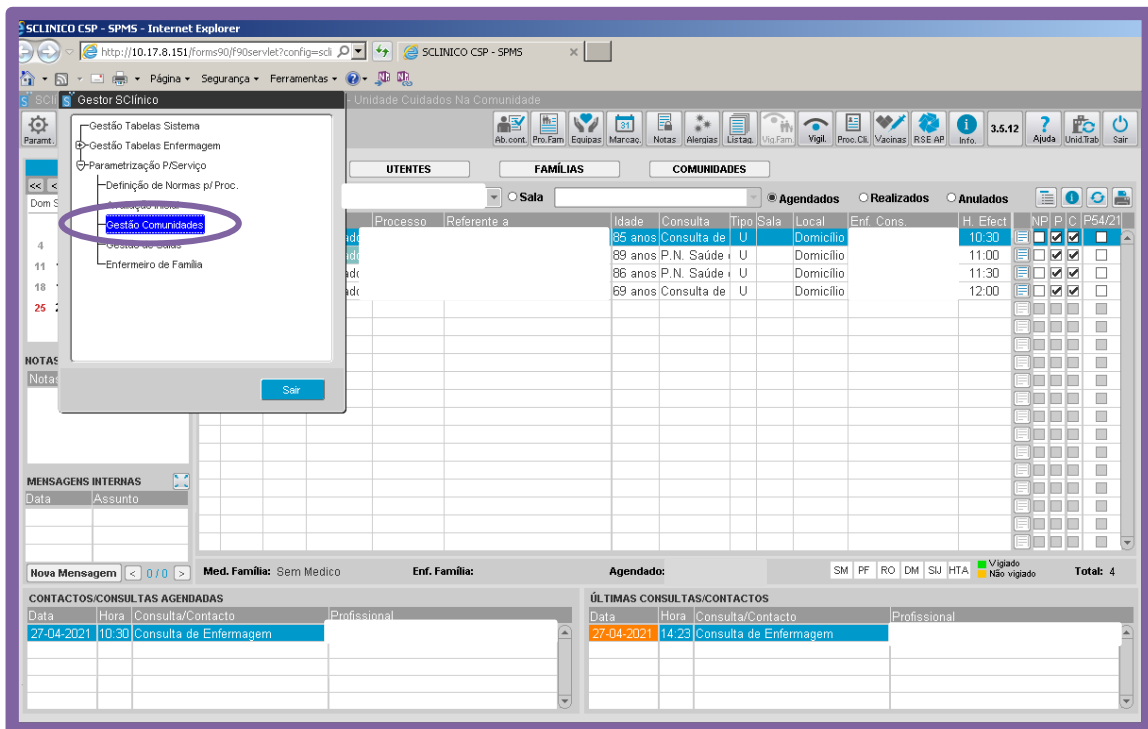 SCLINICO CSP - SPMS - Internet Explorer
http://10.17.8.151/forms90/f90servlet?config=scli
SCLINICO CSP - SPMS
Página Segurança Ferramentas
Gestor SClínico
- Unidade Cuidados Na Comunidade
Paramt.
Ab.cont. Pro.Fam Equipas Marcaç. Notas Alergias Listag. Vig.Fam. Vigil. Proc.Cli. Vacinas RSE AP Info. 3.5.12 Ajuda Unid.Trab Sair
Gestão Tabelas Sistema
Gestão Tabelas Enfermagem
Parametrização P/Serviço
Definição de Normas p/ Proc.
Gestão Comunidades
Gestão de Salas
Enfermeiro de Família
Sair
UTENTES FAMÍLIAS COMUNIDADES
Sala Agendados Realizados Anulados
<<
Dom
Processo Referente a Idade Consulta Tipo Sala Local Enf. Cons. H. Efect NP P C P54/21
85 anos Consulta de U Domicílio 10:30
4 89 anos P.N. Saúde U Domicílio 11:00
11 86 anos P.N. Saúde U Domicílio 11:30
18 69 anos Consulta de U Domicílio 12:00
25
NOTAS
MENSAGENS INTERNAS
Data Assunto
Nova Mensagem < 0 / 0 >
Med. Família: Sem Medico Enf. Família: Agendado: SM PF RO DM SIJ HTA Vigiado Total: 4
Não vigiado
CONTACTOS/CONSULTAS AGENDADAS
Data Hora Consulta/Contacto Profissional
27-04-2021 10:30 Consulta de Enfermagem
ÚLTIMAS CONSULTAS/CONTACTOS
Data Hora Consulta/Contacto Profissional
27-04-2021 14:23 Consulta de Enfermagem